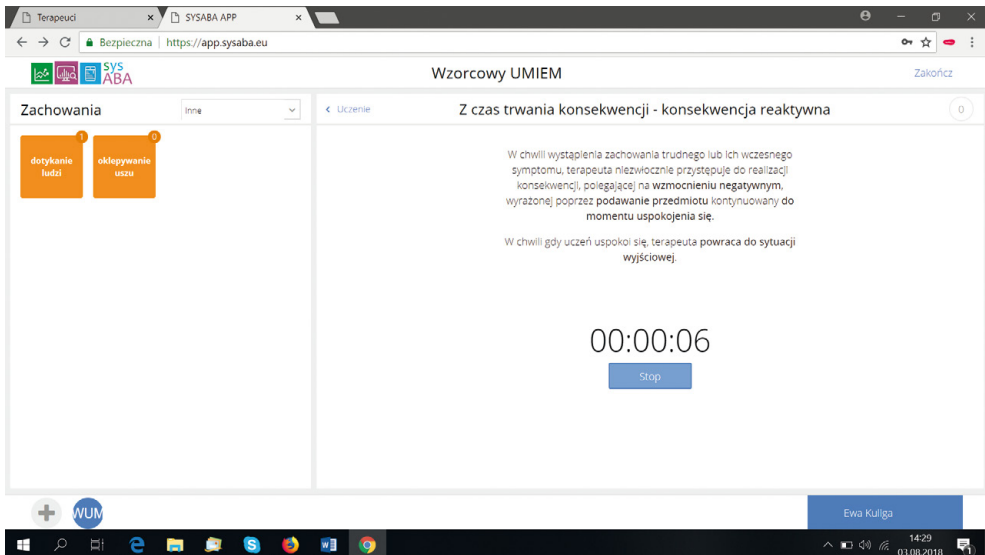 Terapeuci
SYSABA APP
Bezpieczna
https://app.sysaba.eu
sys
ABA
Wzorcowy UMIEM
Zakończ
Zachowania
Inne
Uczenie
Z czas trwania konsekwencji - konsekwencja reaktywna
0
1
0
dotykanie
ludzi
oklepywanie
uszu
W chwili wystąpienia zachowania trudnego lub ich wczesnego
symptomu, terapeuta niezwłocznie przystępuje do realizacji
konsekwencji, polegającej na wzmocnieniu negatywnym,
wyrażonej poprzez podawanie przedmiotu kontynuowany do
momentu uspokojenia się.
W chwili gdy uczeń uspokoi się, terapeuta powraca do sytuacji
wyjściowej.
00:00:06
Stop
WUM
Ewa Kuliga
14:29
03.08.2018